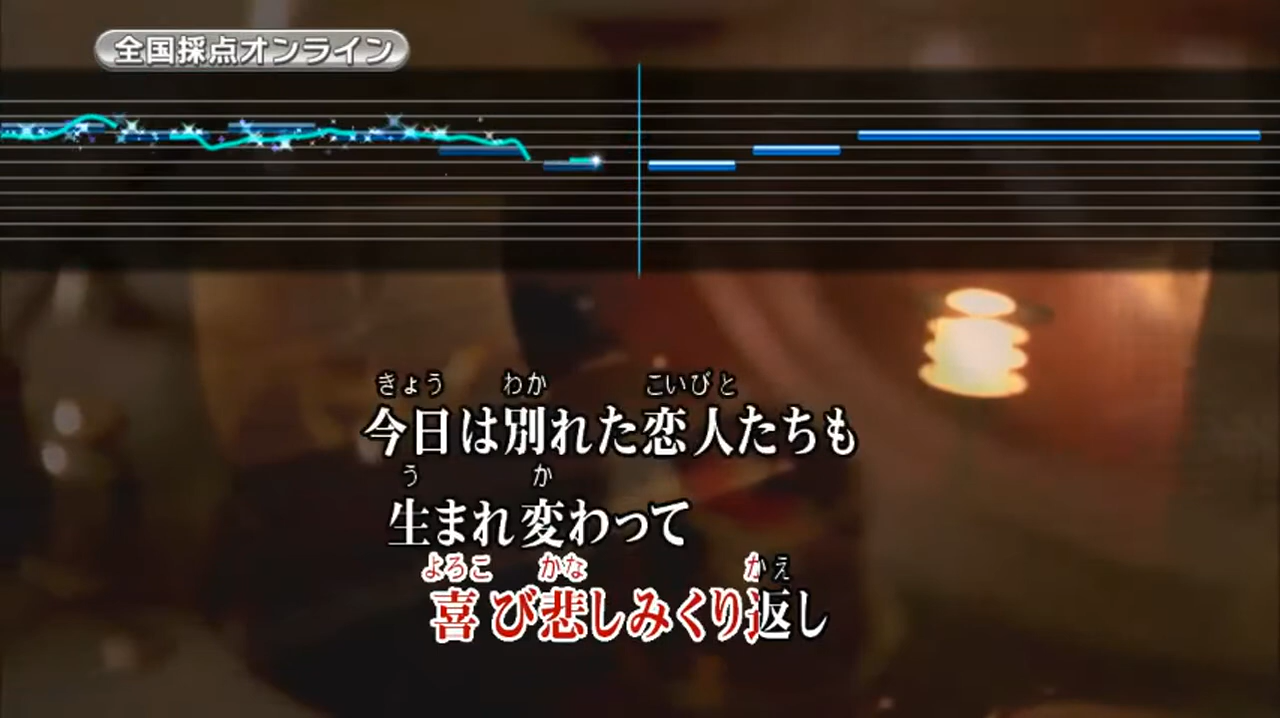 全国採点オンライン
きょう わか こいびと
今日は別れた恋人たちも
う か
生まれ変わって
よろこ かな かえ
喜び悲しみくり返し